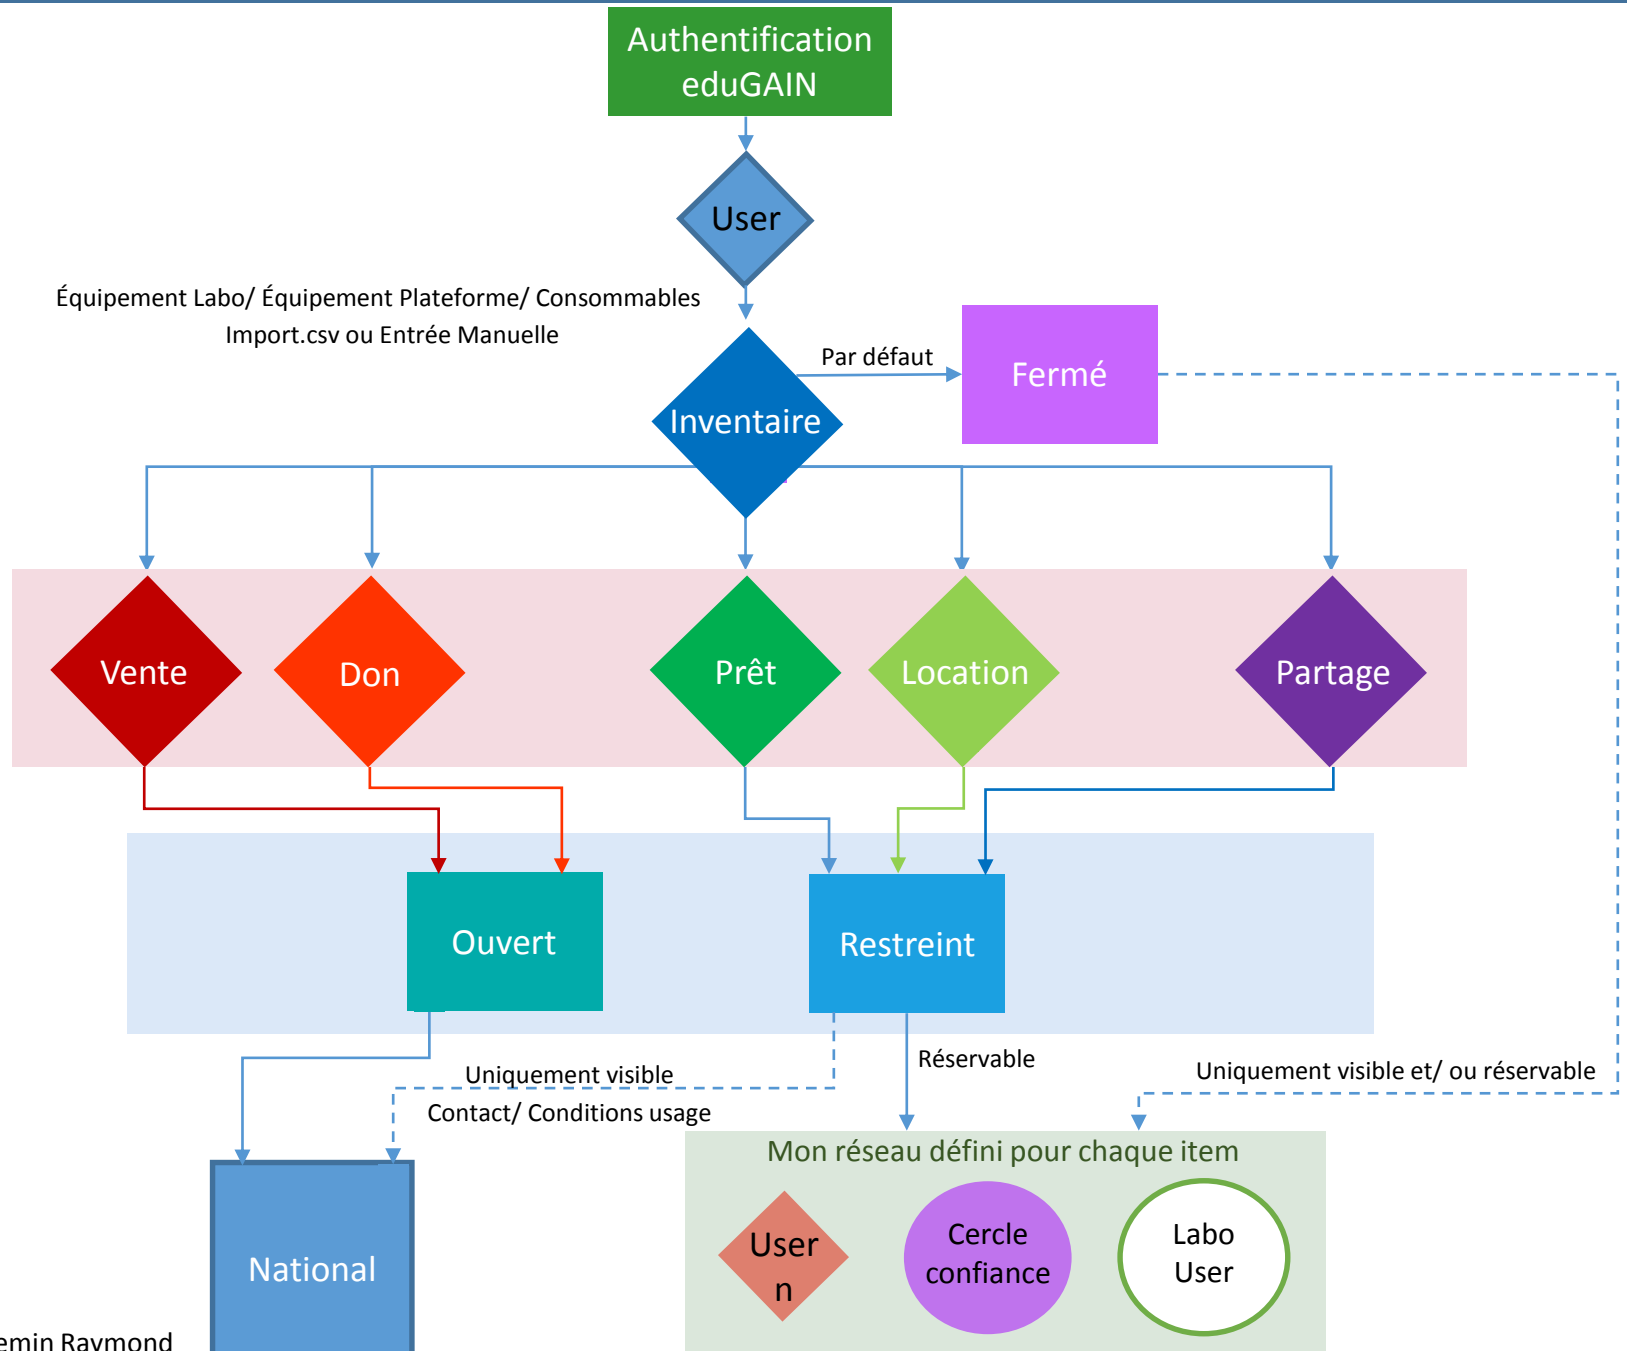 Authentification
eduGAIN
User
Équipement Labo/ Équipement Plateforme/ Consommables
Import.csv ou Entrée Manuelle
Par défaut
Fermé
Inventaire
Vente
Don
Prêt
Location
Partage
Ouvert
Restreint
Réservable
Uniquement visible
Contact/ Conditions usage
Uniquement visible et/ ou réservable
Mon réseau défini pour chaque item
User
n
Cercle
confiance
Labo
User
National
emin Raymond